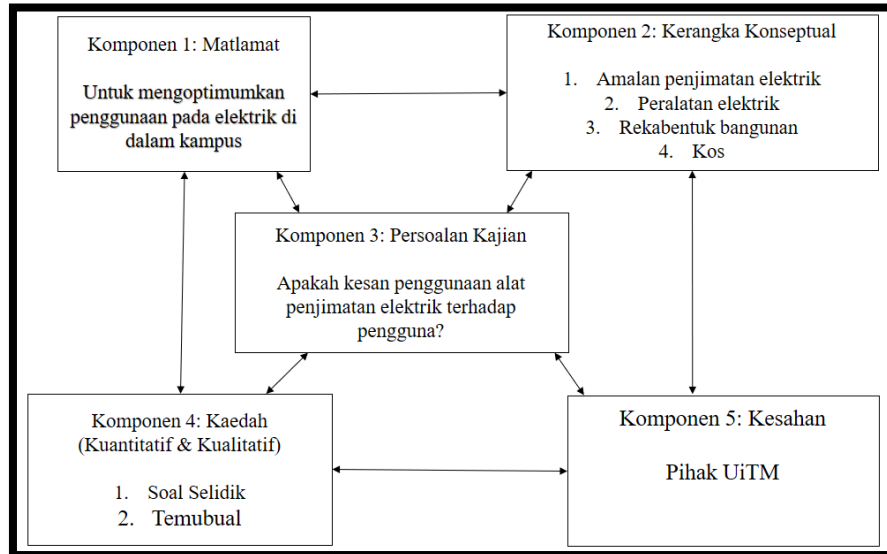 Komponen 1: Matlamat
Untuk mengoptimumkan
penggunaan pada elektrik di
dalam kampus
Komponen 2: Kerangka Konseptual
1. Amalan penjimatan elektrik
2. Peralatan elektrik
3. Rekabentuk bangunan
4. Kos
Komponen 3: Persoalan Kajian
Apakah kesan penggunaan alat
penjimatan elektrik terhadap
pengguna?
Komponen 4: Kaedah
(Kuantitatif & Kualitatif)
1. Soal Selidik
2. Temubual
Komponen 5: Kesahan
Pihak UiTM